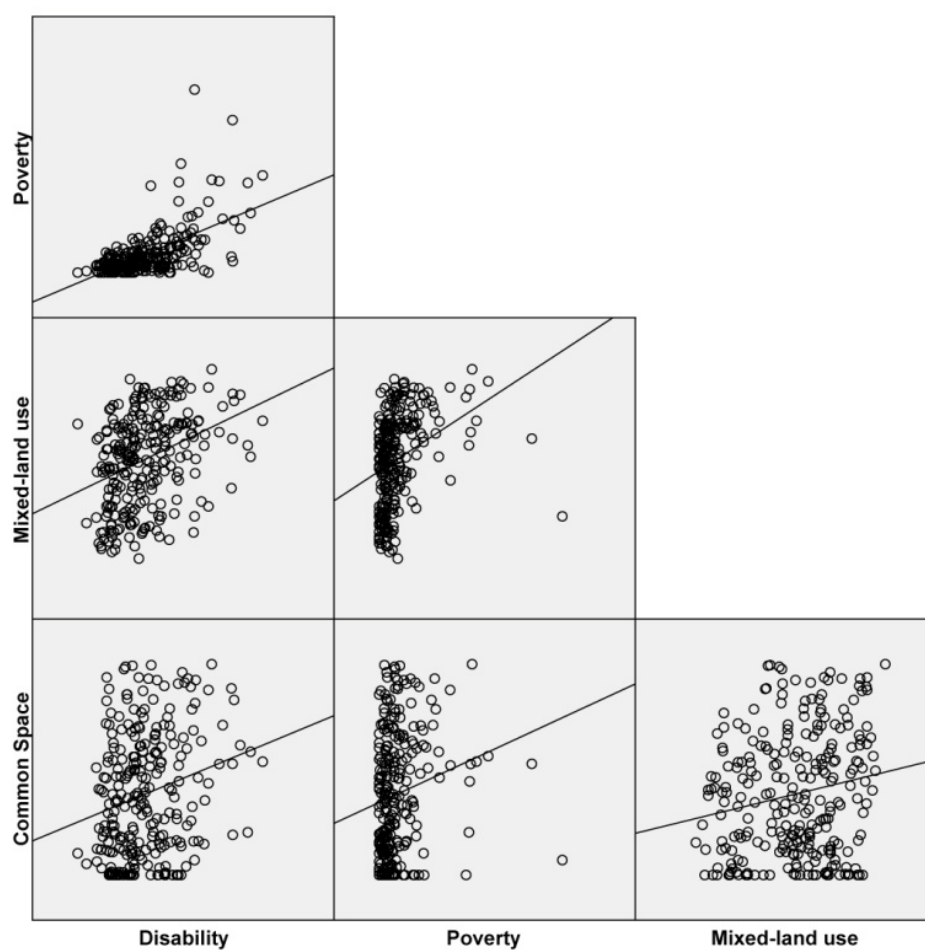 Poverty
Mixed-land use
Common Space
Disability
Poverty
Mixed-land use